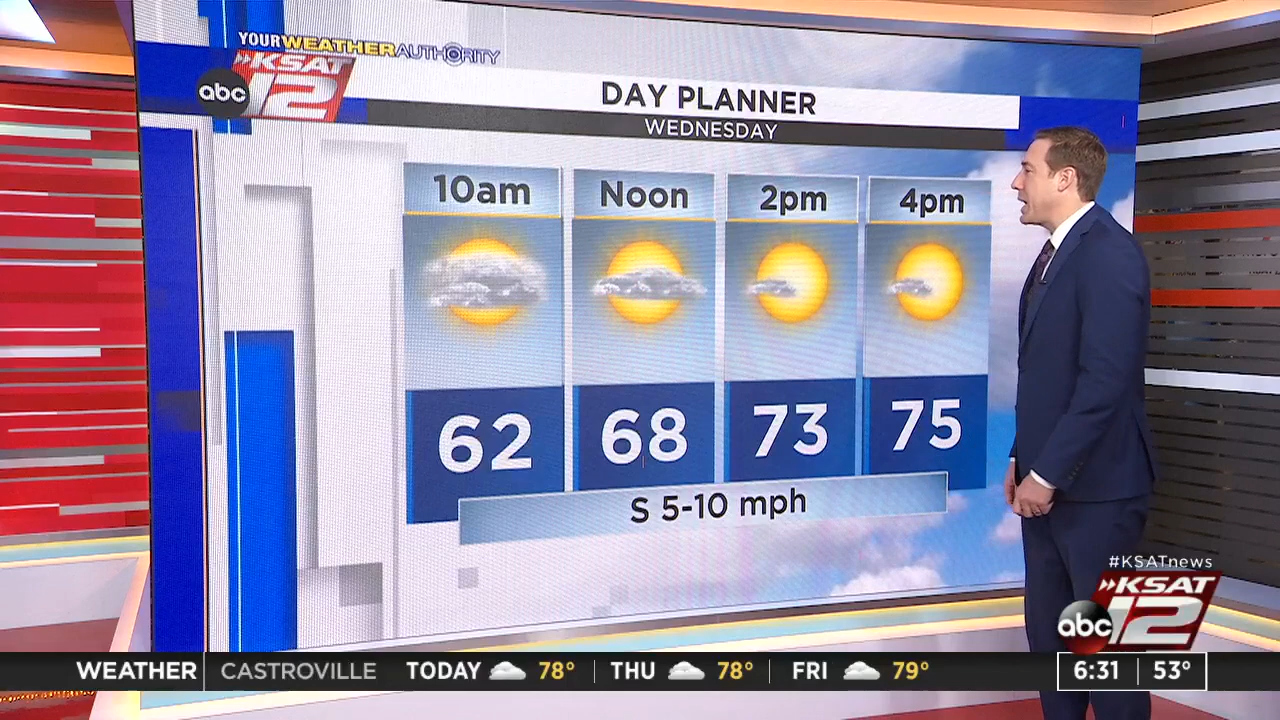 YOUR WEATHER AUTHORITY
KSAT
abc 12
DAY PLANNER
WEDNESDAY
10am Noon 2pm 4pm
62 68 73 75
S 5-10 mph
#KSATnews
KSAT
abc 12
WEATHER CASTROVILLE TODAY 78° THU 78° FRI 79° 6:31 53°